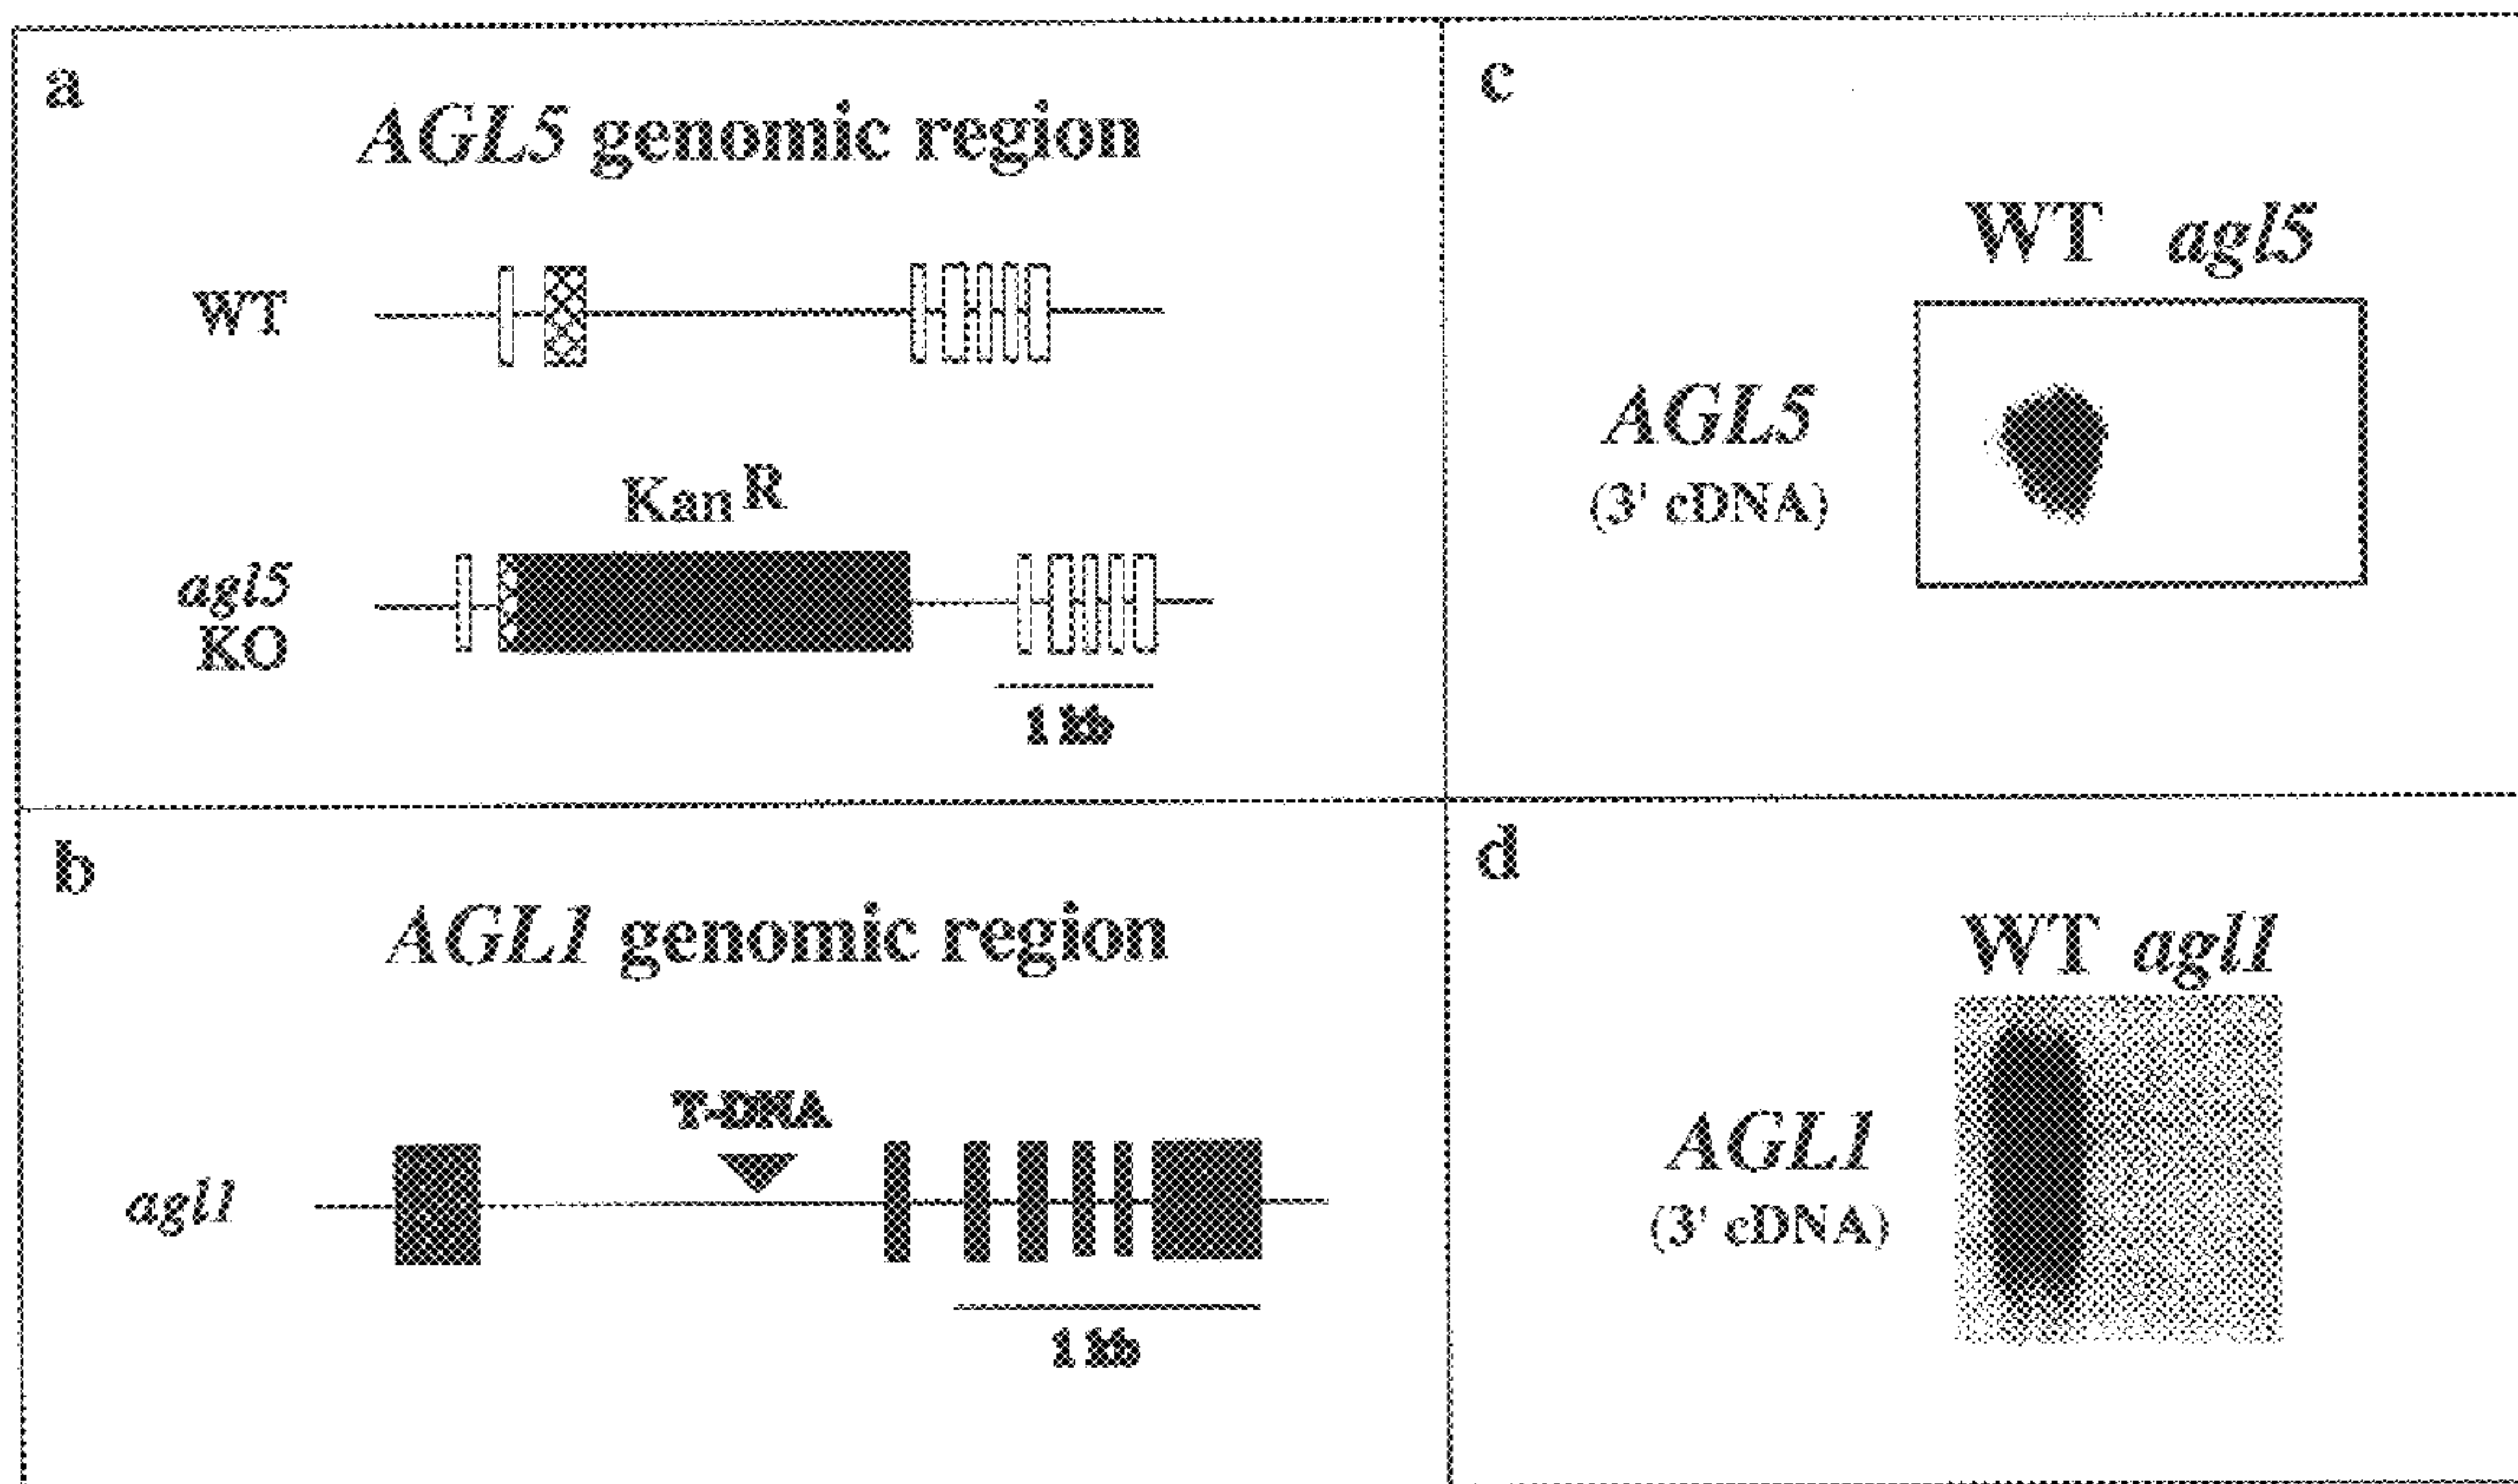 a
AGL5 genomic region
WT
Kan R
agl5
KO
1 kb
b
AGL1 genomic region
T-DNA
agl1
1 kb
c
WT agl5
AGL5
(3' cDNA)
d
WT agl1
AGL1
(3' cDNA)